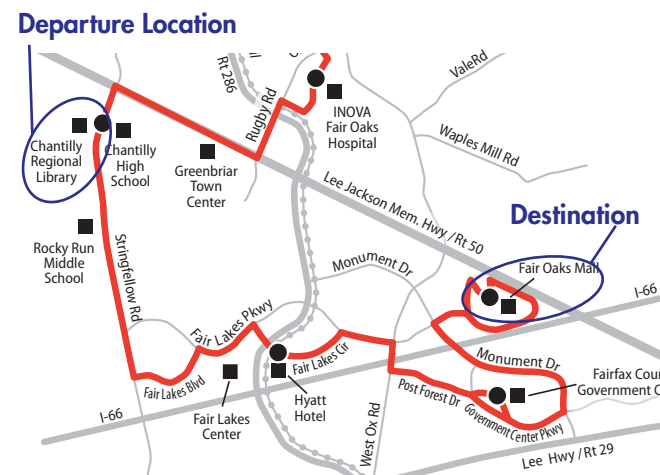 Departure Location
Rt 286
Rugby Rd
ValeRd
INOVA
Fair Oaks
Hospital
Waples Mill Rd
Chantilly
Regional
Library
Chantilly
High
School
Greenbriar
Town
Center
Lee Jackson Mem. Hwy / Rt 50
Destination
Rocky Run
Middle
School
Stringfellow Rd
Monument Dr
Fair Oaks Mall
I-66
Fair Lakes Pkwy
Fair Lakes Cir
Fair Lakes Blvd
Monument Dr
Fairfax Cou
Government C
Post Forest Dr
Government Center Pkwy
I-66
Fair Lakes
Center
Hyatt
Hotel
West Ox Rd
Lee Hwy / Rt 29